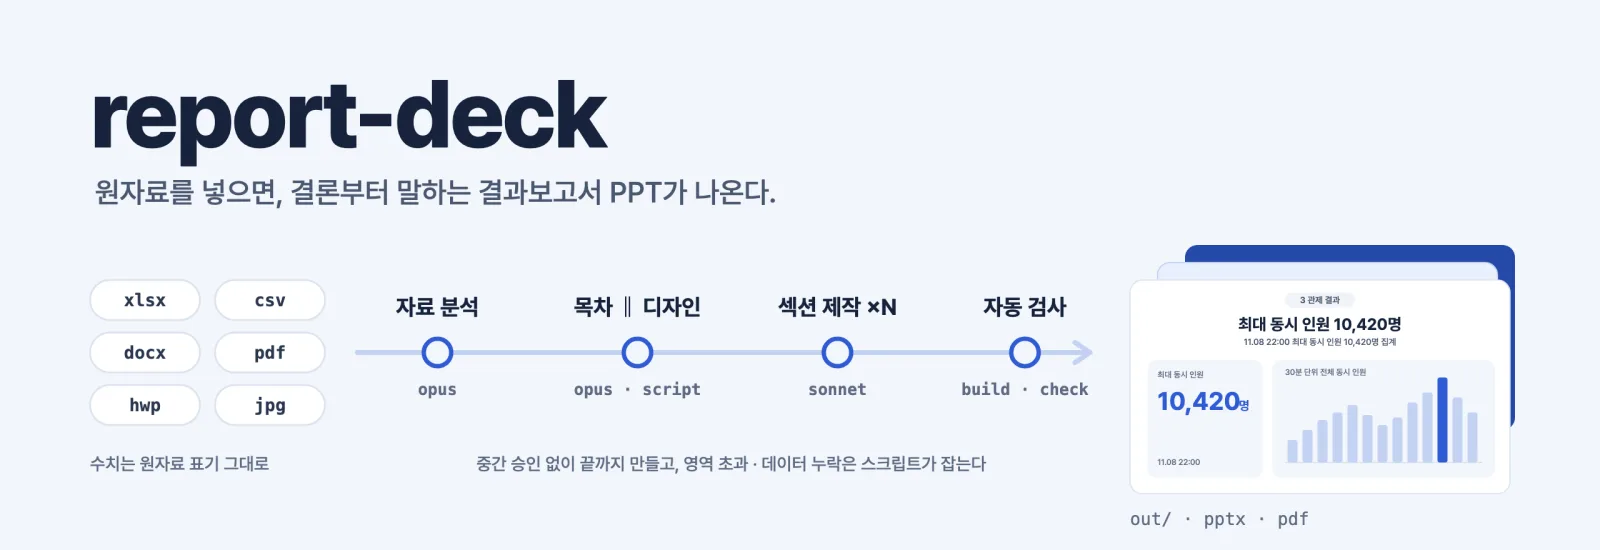 report-deck
원자료를 넣으면, 결론부터 말하는 결과보고서 PPT가 나온다.
xlsx
csv
docx
pdf
hwp
jpg
수치는 원자료 표기 그대로
자료 분석
목차 ∥ 디자인
섹션 제작 ×N
자동 검사
opus
opus · script
sonnet
build · check
중간 승인 없이 끝까지 만들고, 영역 초과 · 데이터 누락은 스크립트가 잡는다
3 관제 결과
최대 동시 인원 10,420명
11.08 22:00 최대 동시 인원 10,420명 집계
최대 동시 인원
10,420명
11.08 22:00
30분 단위 전체 동시 인원
out/ · pptx · pdf